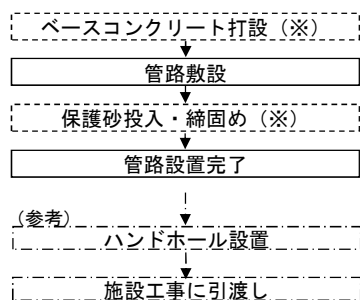 ベースコンクリート打設（※）
管路敷設
保護砂投入・締固め（※）
管路設置完了
（参考）
ハンドホール設置
施設工事に引渡し